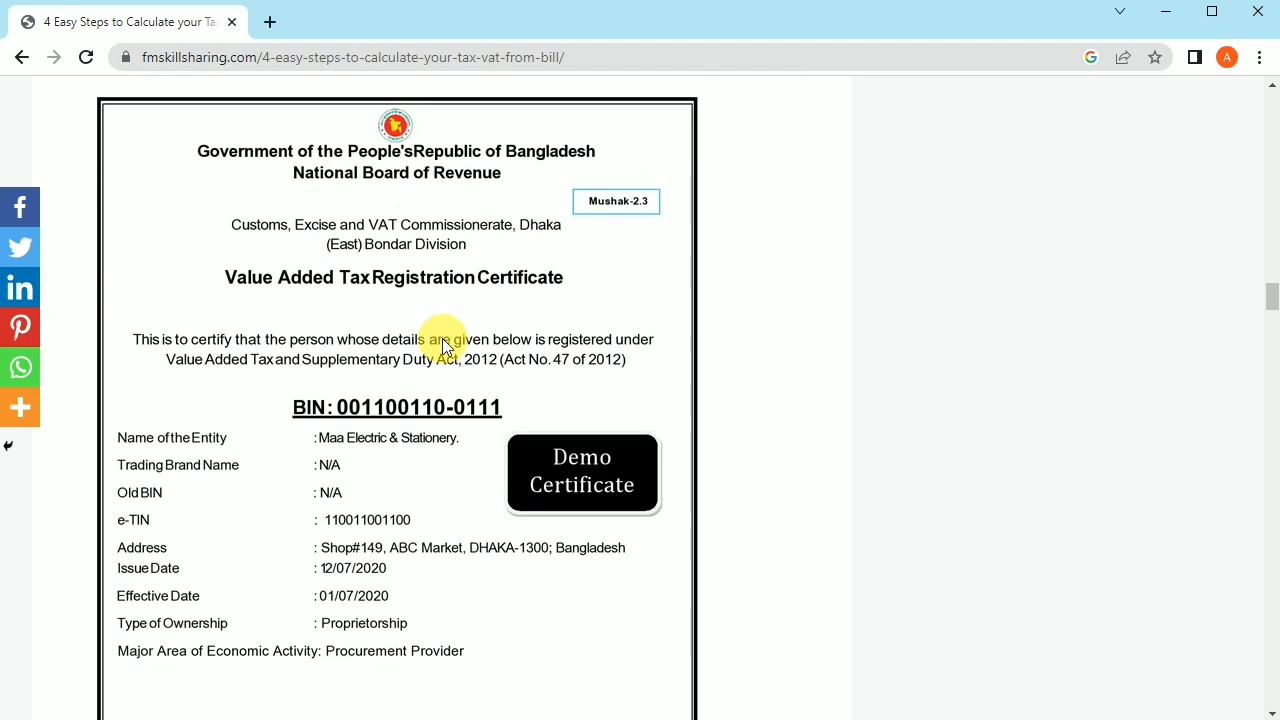 4 Easy Steps to Calculate your Ta
fmskillsharing.com/4-easy-steps-to-calculate-your-tax-vat-from-bill/
A
Government of the People'sRepublic of Bangladesh
National Board of Revenue
Mushak-2.3
Customs, Excise and VAT Commissionerate, Dhaka
(East) Bondar Division
Value Added Tax Registration Certificate
This is to certify that the person whose details are given below is registered under
Value Added Tax and Supplementary Duty Act, 2012 (Act No. 47 of 2012)
BIN: 001100110-0111
Name of the Entity : Maa Electric & Stationery.
Trading Brand Name : N/A
Old BIN : N/A
e-TIN : 110011001100
Demo
Certificate
Address : Shop#149, ABC Market, DHAKA-1300; Bangladesh
Issue Date : 12/07/2020
Effective Date : 01/07/2020
Type of Ownership : Proprietorship
Major Area of Economic Activity: Procurement Provider